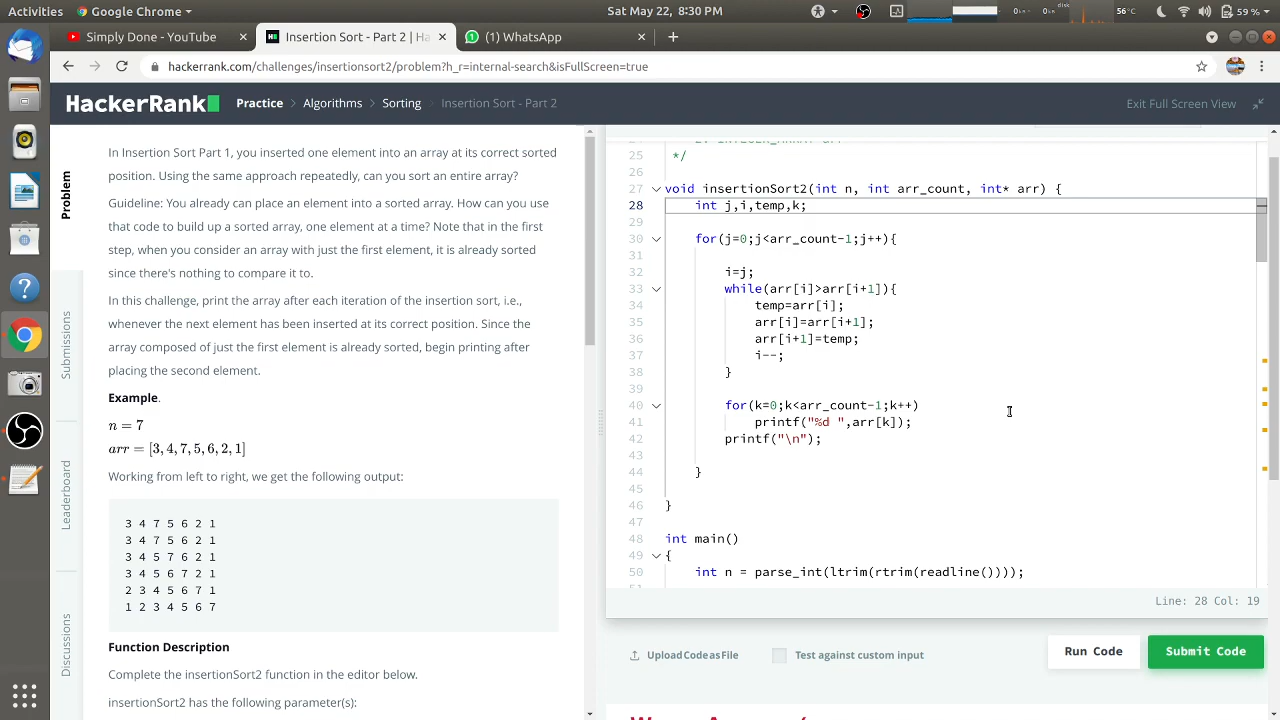 Activities Google Chrome Sat May 22, 8:30 PM 56°C 59 %
Simply Done - YouTube Insertion Sort - Part 2 | Ha (1) WhatsApp
hackerrank.com/challenges/insertionsort2/problem?h_r=internal-search&isFullScreen=true
HackerRank Practice > Algorithms > Sorting > Insertion Sort - Part 2 Exit Full Screen View
Problem
Submissions
Leaderboard
Discussions
In Insertion Sort Part 1, you inserted one element into an array at its correct sorted
position. Using the same approach repeatedly, can you sort an entire array?
Guideline: You already can place an element into a sorted array. How can you use
that code to build up a sorted array, one element at a time? Note that in the first
step, when you consider an array with just the first element, it is already sorted
since there's nothing to compare it to.
In this challenge, print the array after each iteration of the insertion sort, i.e.,
whenever the next element has been inserted at its correct position. Since the
array composed of just the first element is already sorted, begin printing after
placing the second element.
Example.
n = 7
arr = [3, 4, 7, 5, 6, 2, 1]
Working from left to right, we get the following output:
3 4 7 5 6 2 1
3 4 7 5 6 2 1
3 4 5 7 6 2 1
3 4 5 6 7 2 1
2 3 4 5 6 7 1
1 2 3 4 5 6 7
Function Description
Complete the insertionSort2 function in the editor below.
insertionSort2 has the following parameter(s):
25 */
26
27 void insertionSort2(int n, int arr_count, int* arr) {
28 int j,i,temp,k;
29
30 for(j=0;j<arr_count-1;j++){
31
32 i=j;
33 while(arr[i]>arr[i+1]){
34 temp=arr[i];
35 arr[i]=arr[i+1];
36 arr[i+1]=temp;
37 i--;
38 }
39
40 for(k=0;k<arr_count-1;k++)
41 printf("%d ",arr[k]);
42 printf("\n");
43
44 }
45
46 }
47
48 int main()
49 {
50 int n = parse_int(ltrim(rtrim(readline())));
Line: 28 Col: 19
Upload Code as File Test against custom input Run Code Submit Code